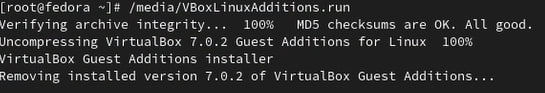 [root@fedora ~]# /media/VBoxLinuxAdditions.run
Verifying archive integrity...  100%   MD5 checksums are OK. All good.
Uncompressing VirtualBox 7.0.2 Guest Additions for Linux  100%
VirtualBox Guest Additions installer
Removing installed version 7.0.2 of VirtualBox Guest Additions...